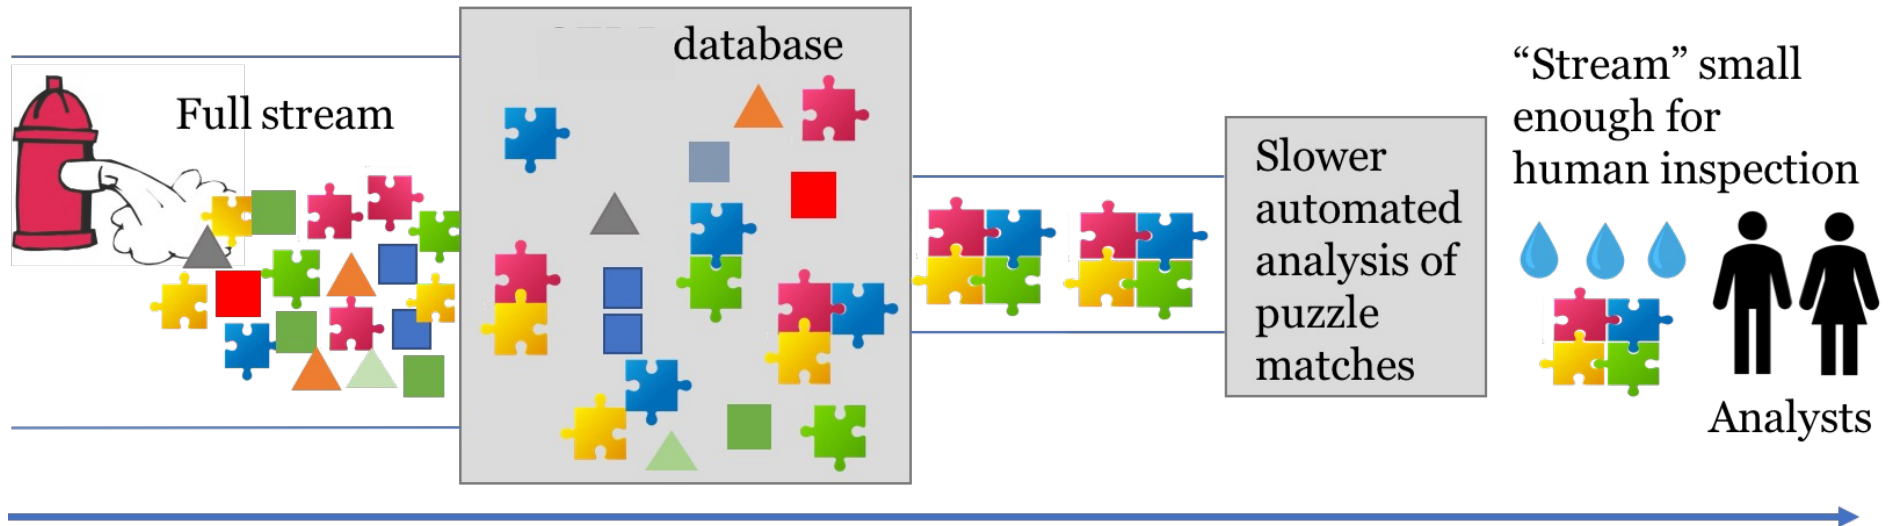 Full stream
database
Slower
automated
analysis of
puzzle
matches
“Stream” small
enough for
human inspection
Analysts